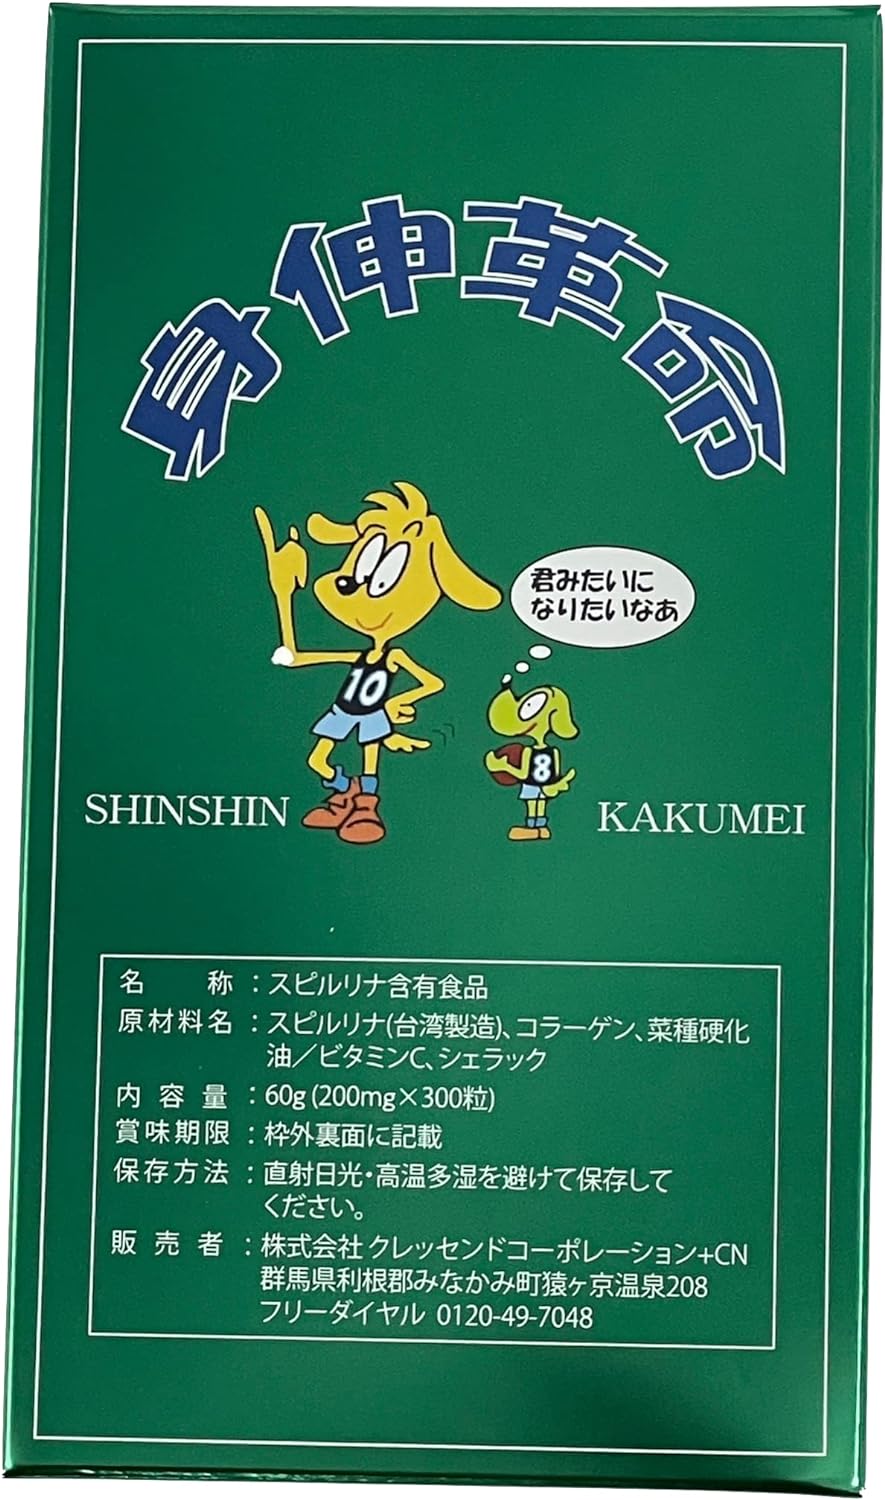 身伸革命
君みたいに
なりたいなあ
10
8
SHINSHIN KAKUMEI
名称：スピルリナ含有食品
原材料名：スピルリナ(台湾製造)、コラーゲン、菜種硬化
油／ビタミンC、シェラック
内容量：60g (200mg×300粒)
賞味期限：枠外裏面に記載
保存方法：直射日光・高温多湿を避けて保存して
ください。
販売者：株式会社 クレッセンドコーポレーション+CN
群馬県利根郡みなかみ町猿ヶ京温泉208
フリーダイヤル 0120-49-7048